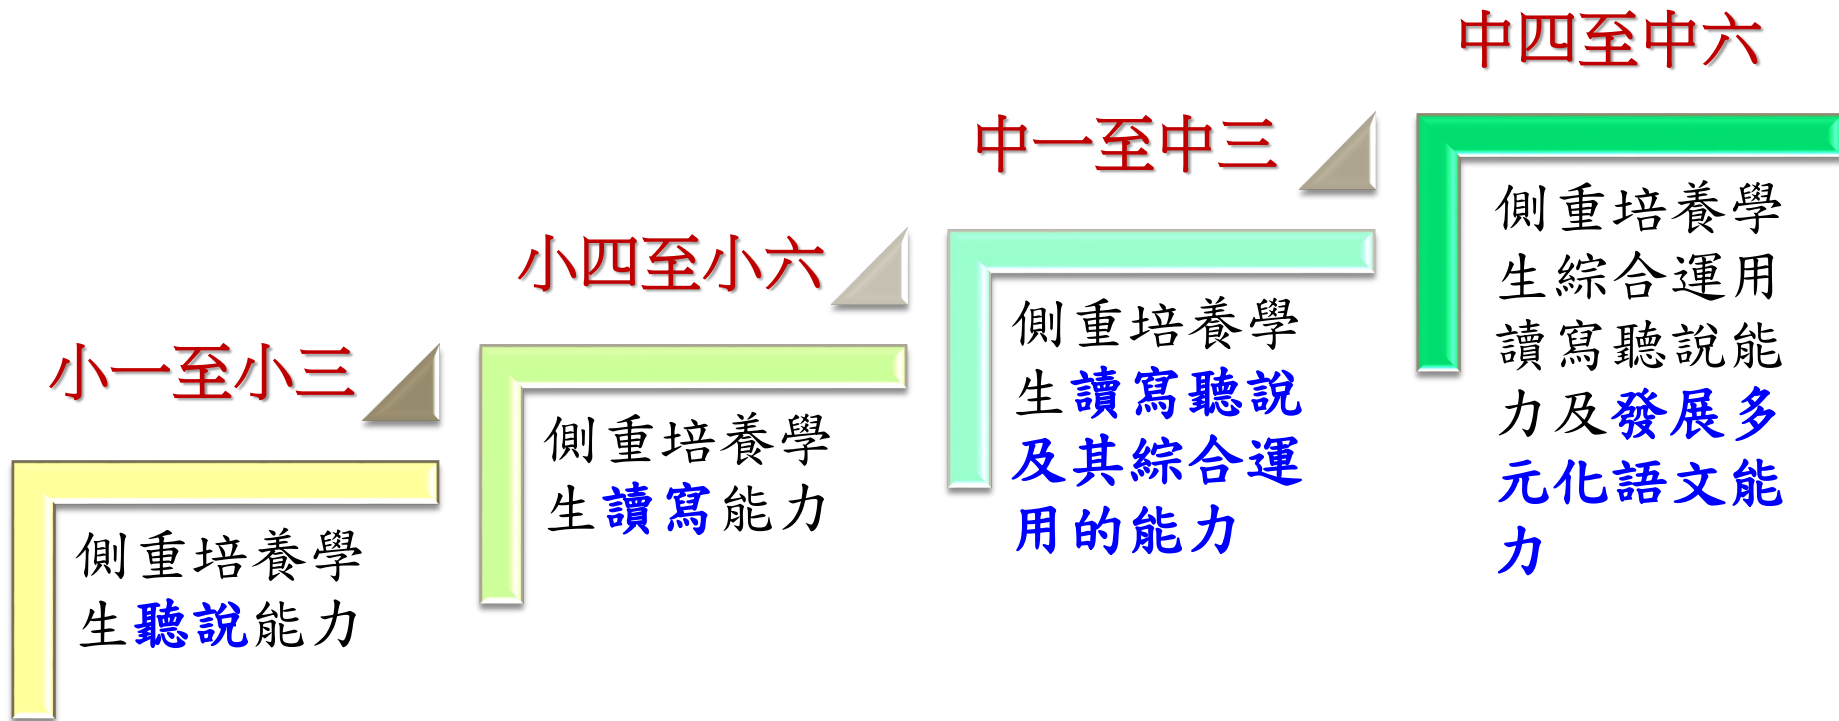 小一至小三
側重培養學
生聽說能力
小四至小六
側重培養學
生讀寫能力
中一至中三
側重培養學
生讀寫聽說
及其綜合運
用的能力
中四至中六
側重培養學
生綜合運用
讀寫聽說能
力及發展多
元化語文能
力